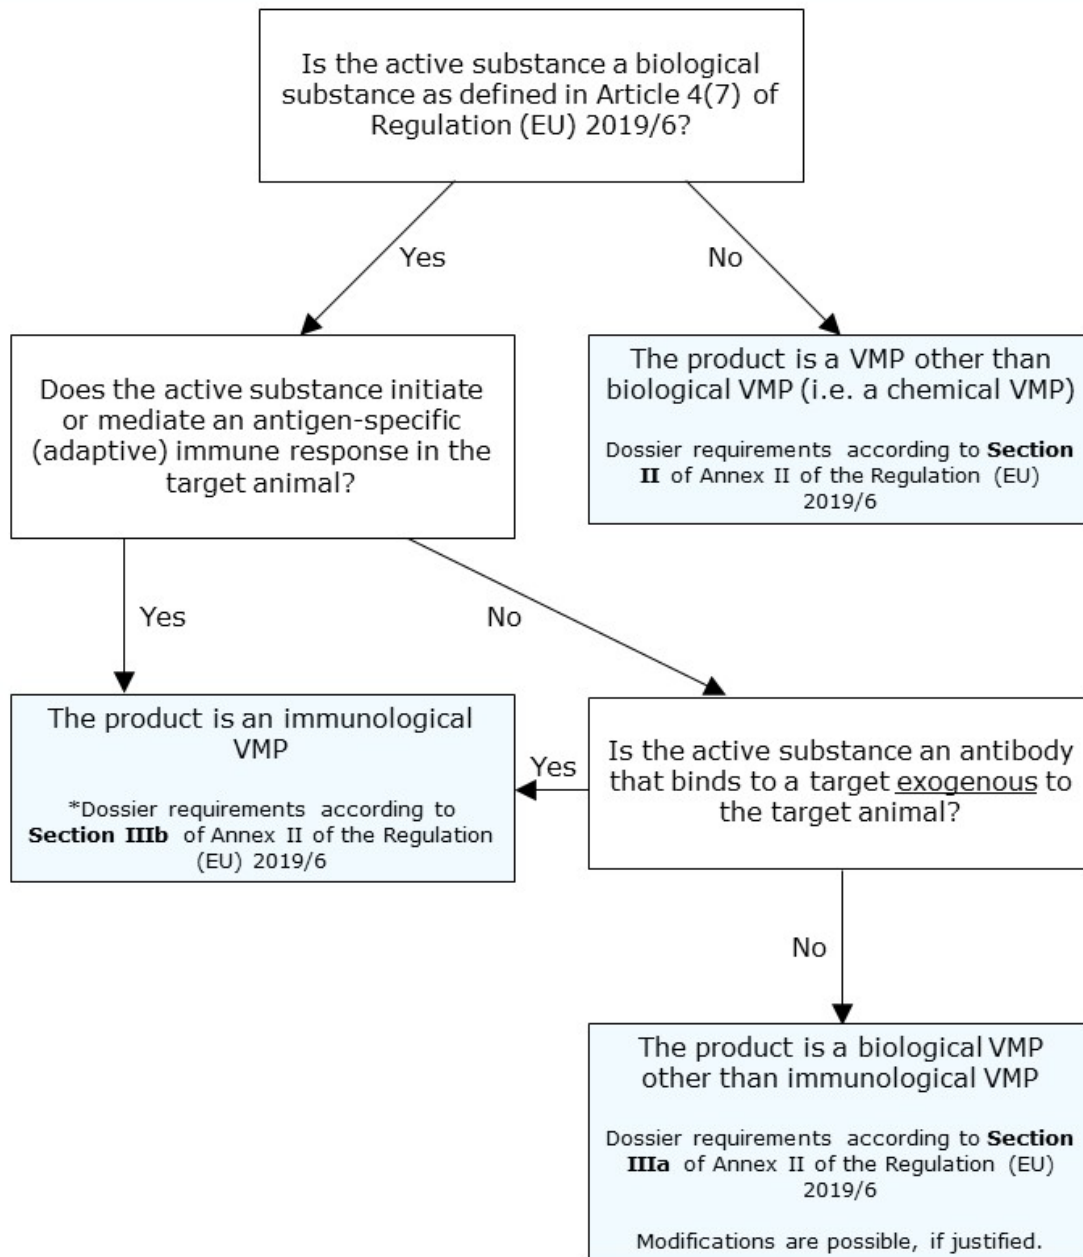 Is the active substance a biological
substance as defined in Article 4(7) of
Regulation (EU) 2019/6?
Yes
No
Does the active substance initiate
or mediate an antigen-specific
(adaptive) immune response in the
target animal?
The product is a VMP other than
biological VMP (i.e. a chemical VMP)
Dossier requirements according to Section
II of Annex II of the Regulation (EU)
2019/6
Yes
No
The product is an immunological
VMP
*Dossier requirements according to
Section IIIb of Annex II of the Regulation
(EU) 2019/6
Yes
Is the active substance an antibody
that binds to a target exogenous to
the target animal?
No
The product is a biological VMP
other than immunological VMP
Dossier requirements according to Section
IIIa of Annex II of the Regulation (EU)
2019/6
Modifications are possible, if justified.